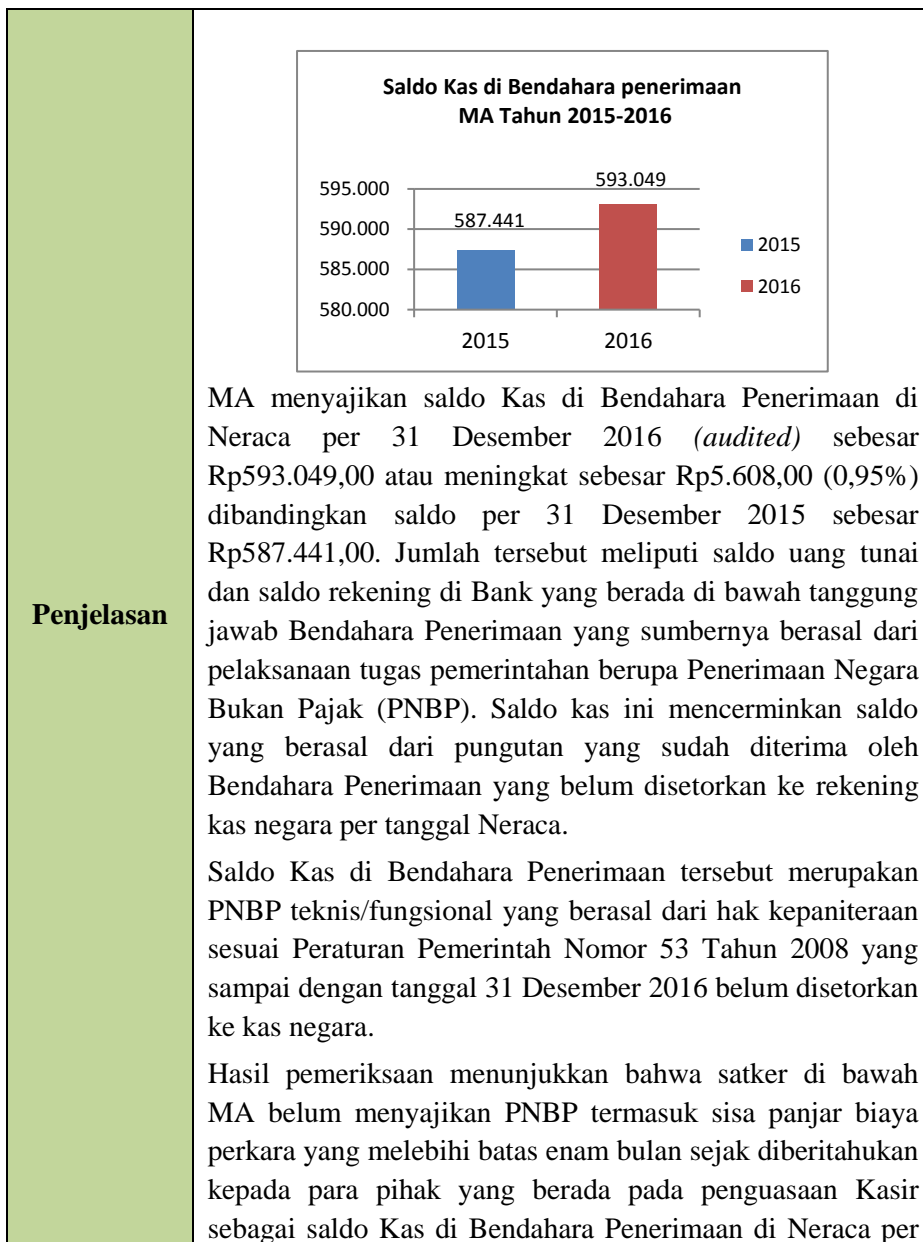 Saldo Kas di Bendahara penerimaan
MA Tahun 2015-2016
595.000
590.000
585.000
580.000
587.441
593.049
2015
2016
2015
2016
Penjelasan
MA menyajikan saldo Kas di Bendahara Penerimaan di
Neraca per 31 Desember 2016 (audited) sebesar
Rp593.049,00 atau meningkat sebesar Rp5.608,00 (0,95%)
dibandingkan saldo per 31 Desember 2015 sebesar
Rp587.441,00. Jumlah tersebut meliputi saldo uang tunai
dan saldo rekening di Bank yang berada di bawah tanggung
jawab Bendahara Penerimaan yang sumbernya berasal dari
pelaksanaan tugas pemerintahan berupa Penerimaan Negara
Bukan Pajak (PNBP). Saldo kas ini mencerminkan saldo
yang berasal dari pungutan yang sudah diterima oleh
Bendahara Penerimaan yang belum disetorkan ke rekening
kas negara per tanggal Neraca.
Saldo Kas di Bendahara Penerimaan tersebut merupakan
PNBP teknis/fungsional yang berasal dari hak kepaniteraan
sesuai Peraturan Pemerintah Nomor 53 Tahun 2008 yang
sampai dengan tanggal 31 Desember 2016 belum disetorkan
ke kas negara.
Hasil pemeriksaan menunjukkan bahwa satker di bawah
MA belum menyajikan PNBP termasuk sisa panjar biaya
perkara yang melebihi batas enam bulan sejak diberitahukan
kepada para pihak yang berada pada penguasaan Kasir
sebagai saldo Kas di Bendahara Penerimaan di Neraca per